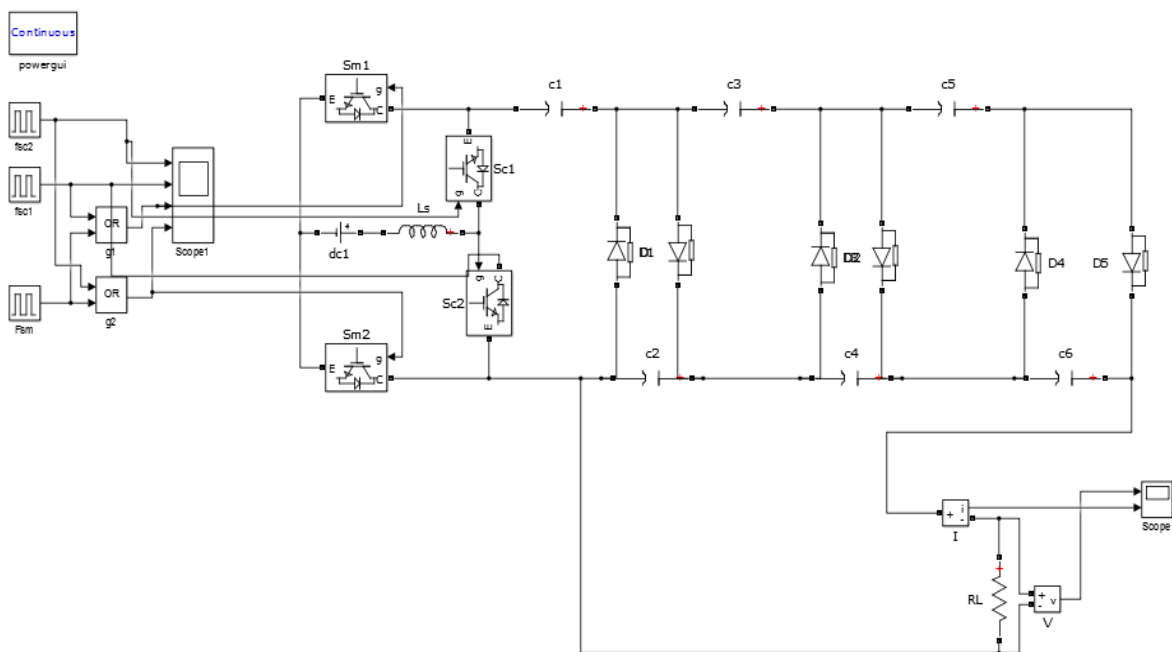 Continuous
powergui
Sm1
g
E
C
c1
c3
c5
fsc2
E
Sc1
g
C
fsc1
OR
g1
Scope1
Ls
dc1
D1
D4
D5
g
C
Sc2
E
OR
g2
Fsm
Sm2
g
E
C
c2
c4
c6
+
i
-
I
Scope
RL
+
v
-
V